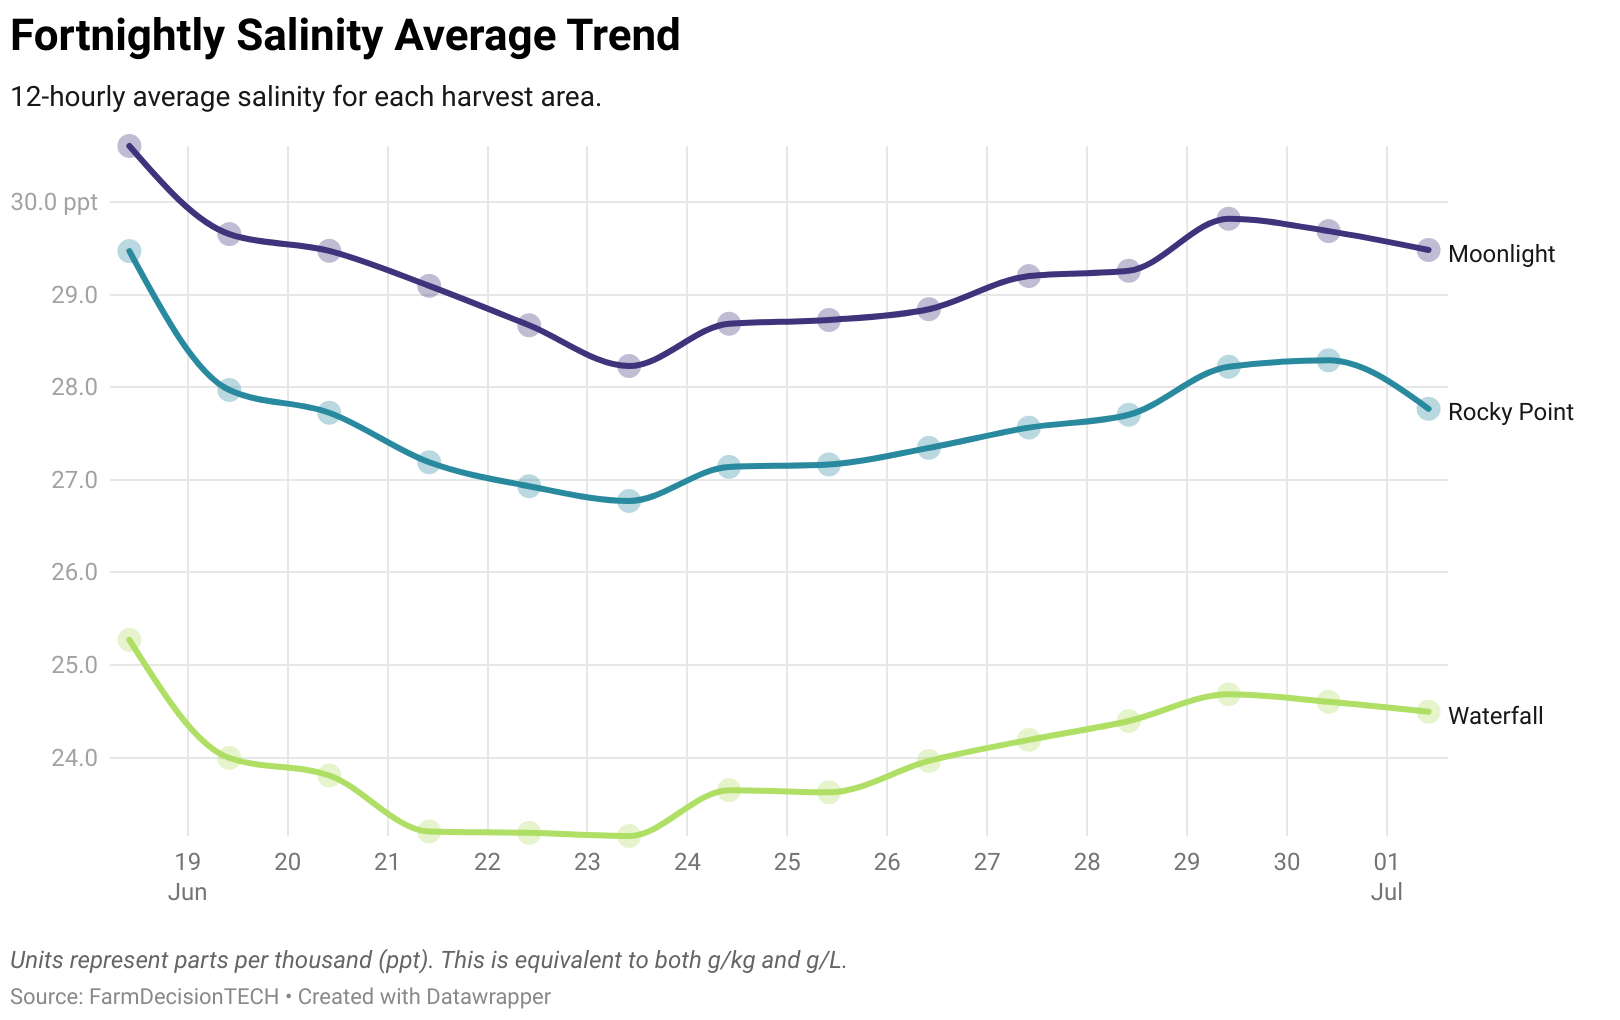 Fortnightly Salinity Average Trend
12-hourly average salinity for each harvest area.
30.0 ppt
29.0
28.0
27.0
26.0
25.0
24.0
Moonlight
Rocky Point
Waterfall
19 20 21 22 23 24 25 26 27 28 29 30 01
Jun Jul
Units represent parts per thousand (ppt). This is equivalent to both g/kg and g/L.
Source: FarmDecisionTECH • Created with Datawrapper